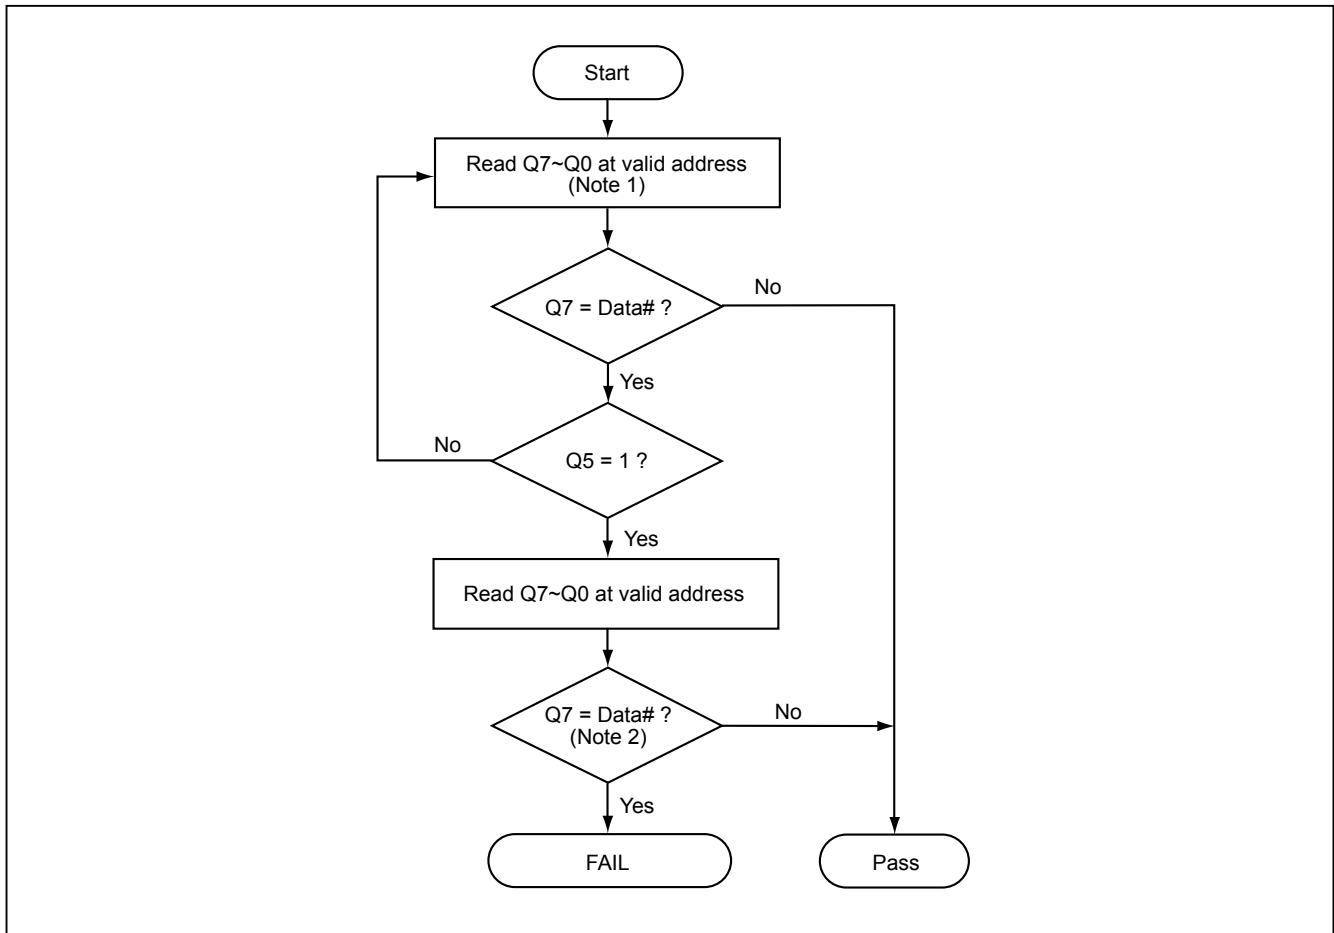 Start
Read Q7~Q0 at valid address
(Note 1)
Q7 = Data# ?
No
Yes
Q5 = 1 ?
No
Yes
Read Q7~Q0 at valid address
Q7 = Data# ?
(Note 2)
No
Yes
FAIL
Pass